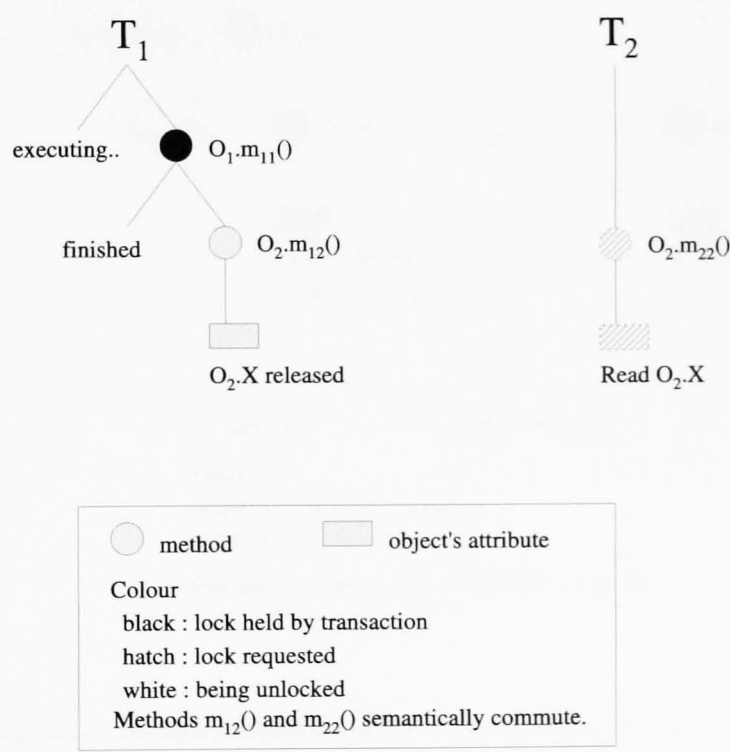 T1 T2
executing.. O1.m11()
finished O2.m12() O2.m22()
O2.X released Read O2.X
method object's attribute
Colour
black : lock held by transaction
hatch : lock requested
white : being unlocked
Methods m12() and m22() semantically commute.